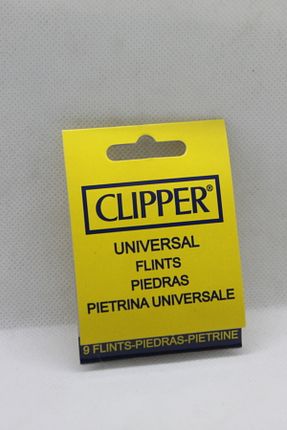 CLIPPER®
UNIVERSAL
FLINTS
PIEDRAS
PIETRINA UNIVERSALE
9 FLINTS-PIEDRAS-PIETRINE